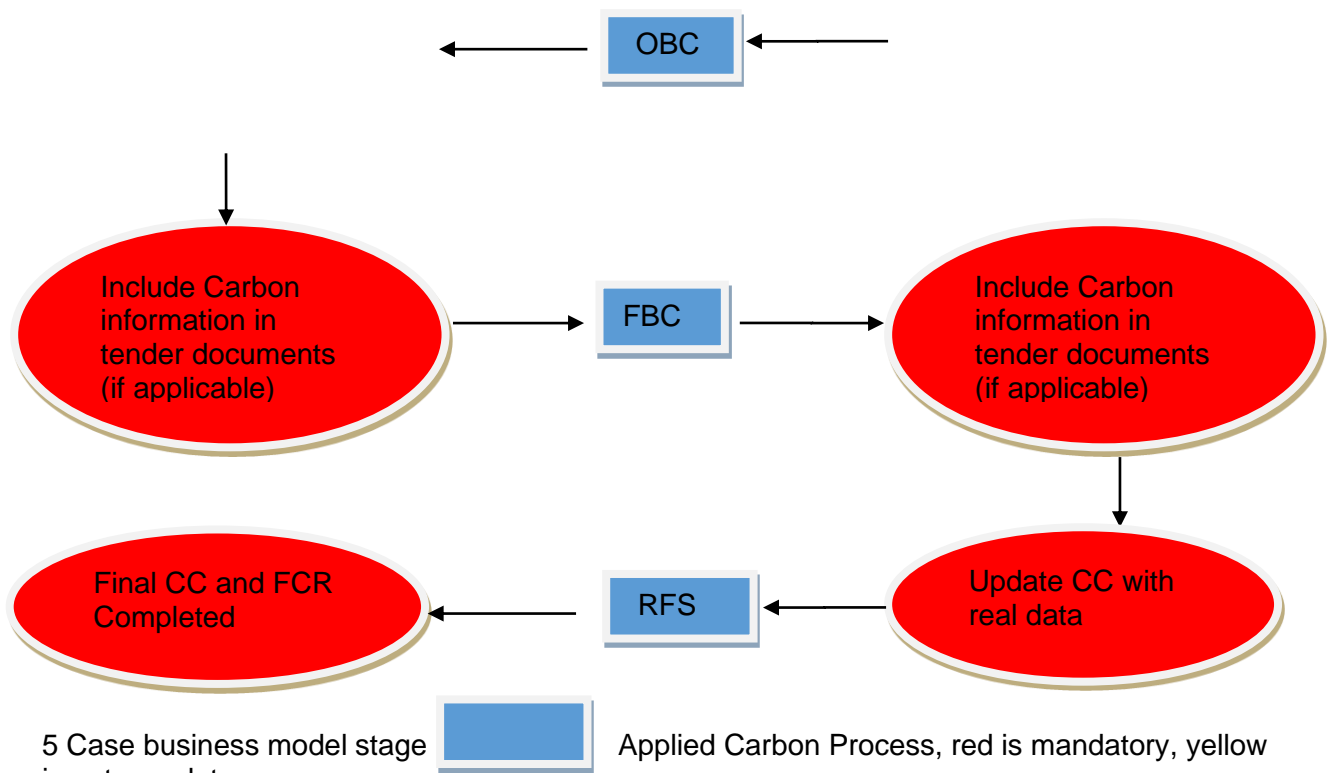 OBC
Include Carbon
information in
tender documents
(if applicable)
FBC
Include Carbon
information in
tender documents
(if applicable)
Final CC and FCR
Completed
RFS
Update CC with
real data
5 Case business model stage
Applied Carbon Process, red is mandatory, yellow